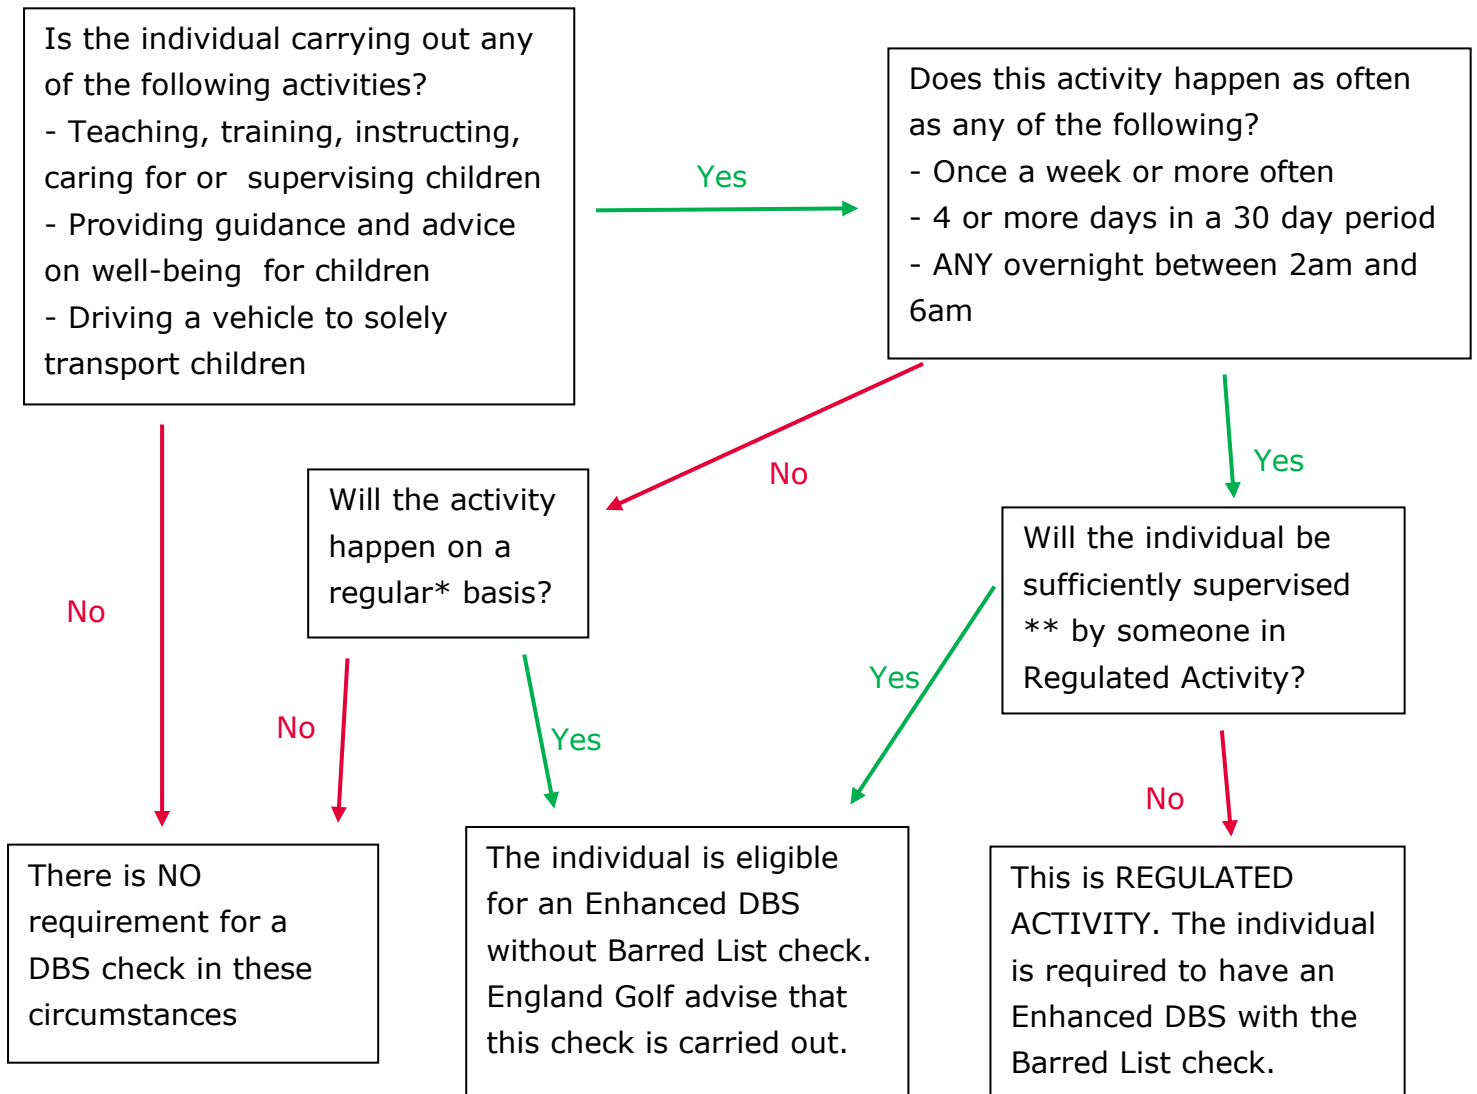 Is the individual carrying out any
of the following activities?
- Teaching, training, instructing,
caring for or  supervising children
- Providing guidance and advice
on well-being  for children
- Driving a vehicle to solely
transport children
Yes
Does this activity happen as often
as any of the following?
- Once a week or more often
- 4 or more days in a 30 day period
- ANY overnight between 2am and
6am
No
Yes
Will the activity
happen on a
regular* basis?
Will the individual be
sufficiently supervised
** by someone in
Regulated Activity?
No
No
Yes
Yes
No
There is NO
requirement for a
DBS check in these
circumstances
The individual is eligible
for an Enhanced DBS
without Barred List check.
England Golf advise that
this check is carried out.
This is REGULATED
ACTIVITY. The individual
is required to have an
Enhanced DBS with the
Barred List check.